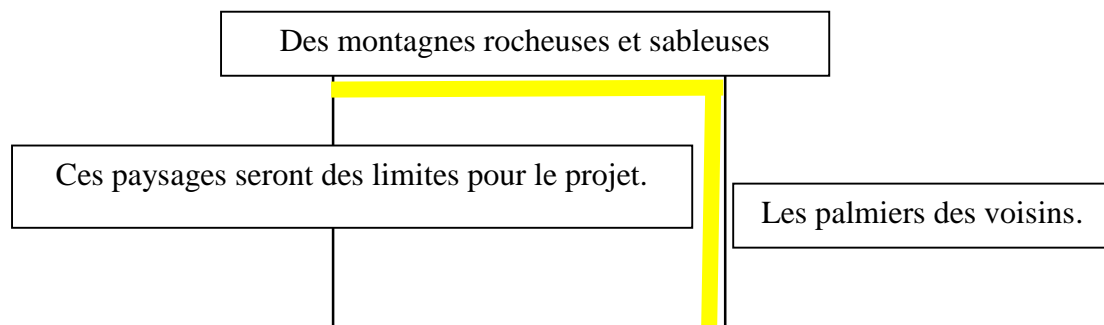 Des montagnes rocheuses et sableuses
Ces paysages seront des limites pour le projet.
Les palmiers des voisins.